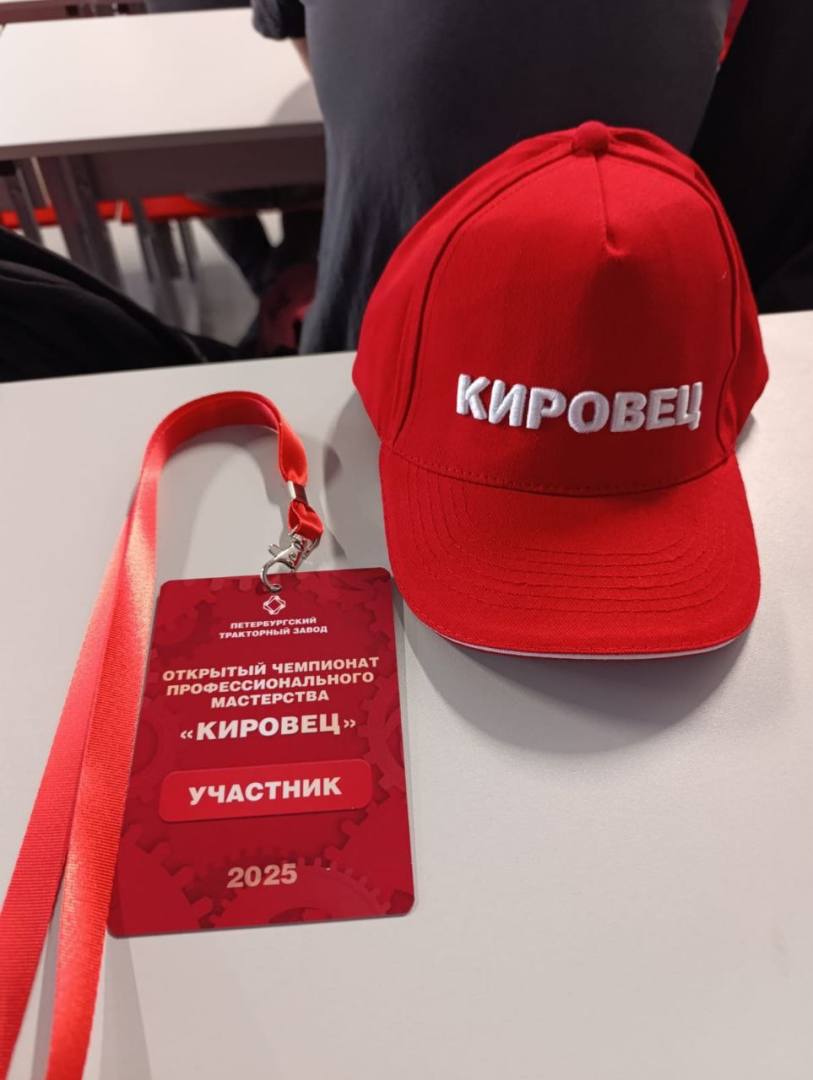 КИРОВЕЦ
ПЕТЕРБУРГСКИЙ
ТРАКТОРНЫЙ ЗАВОД
ОТКРЫТЫЙ ЧЕМПИОНАТ
ПРОФЕССИОНАЛЬНОГО
МАСТЕРСТВА
«КИРОВЕЦ»
УЧАСТНИК
2025